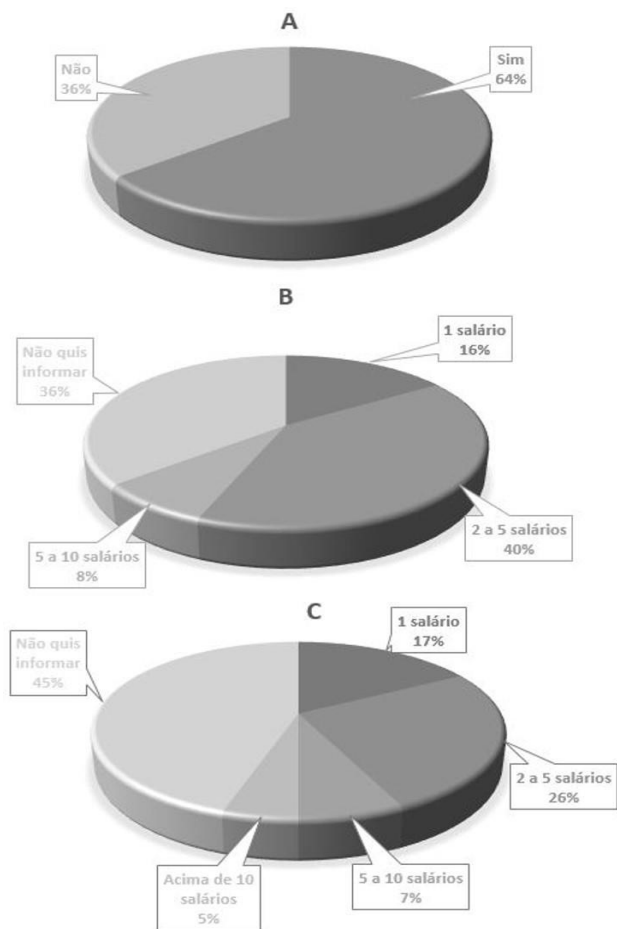 A
Não
36%
Sim
64%
B
Não quis
informar
36%
1 salário
16%
5 a 10 salários
8%
2 a 5 salários
40%
C
Não quis
informar
45%
1 salário
17%
2 a 5 salários
26%
Acima de 10
salários
5%
5 a 10 salários
7%